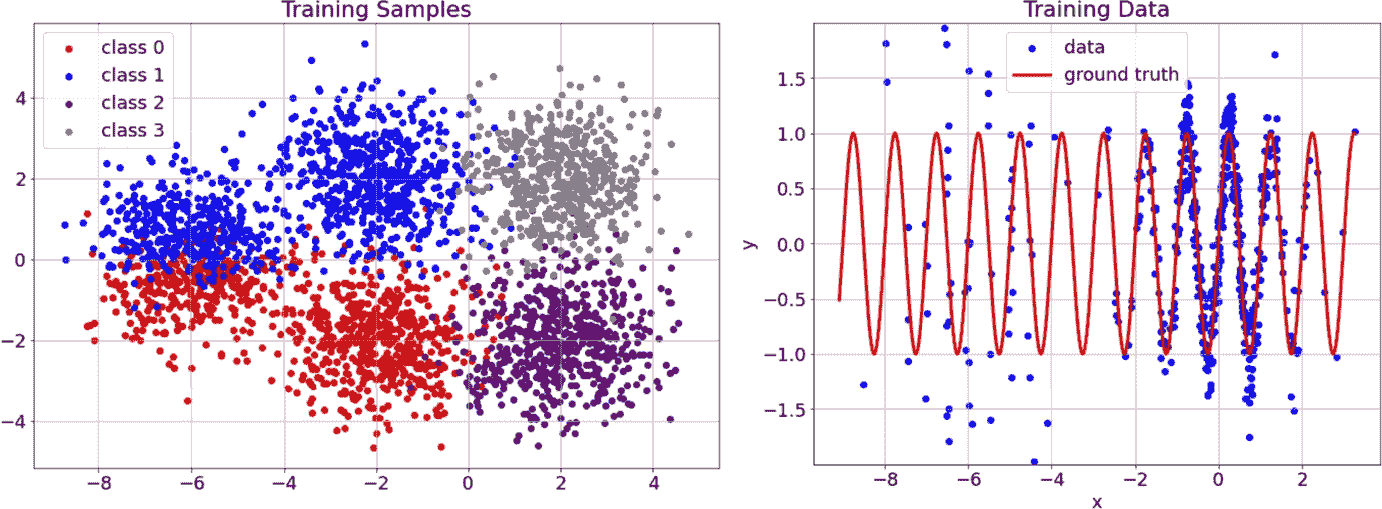 Training Samples
class 0
class 1
class 2
class 3
4
2
0
−2
−4
−8 −6 −4 −2 0 2 4
Training Data
data
ground truth
1.5
1.0
0.5
0.0
−0.5
−1.0
−1.5
y
−8 −6 −4 −2 0 2
x